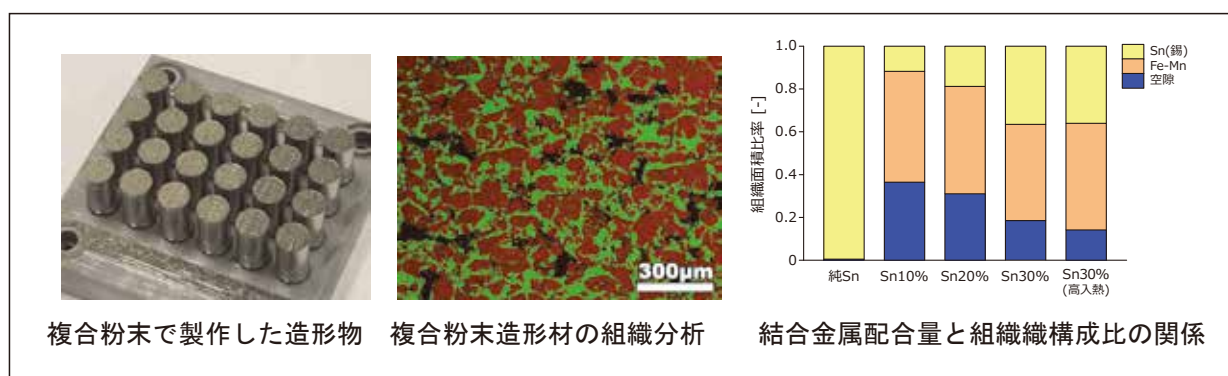 300μm
組織面積比率 [-]
1.0
0.8
0.6
0.4
0.2
0
純Sn
Sn10%
Sn20%
Sn30%
Sn30%
(高入熱)
Sn(錫)
Fe-Mn
空隙
複合粉末で製作した造形物
複合粉末造形材の組織分析
結合金属配合量と組織織構成比の関係